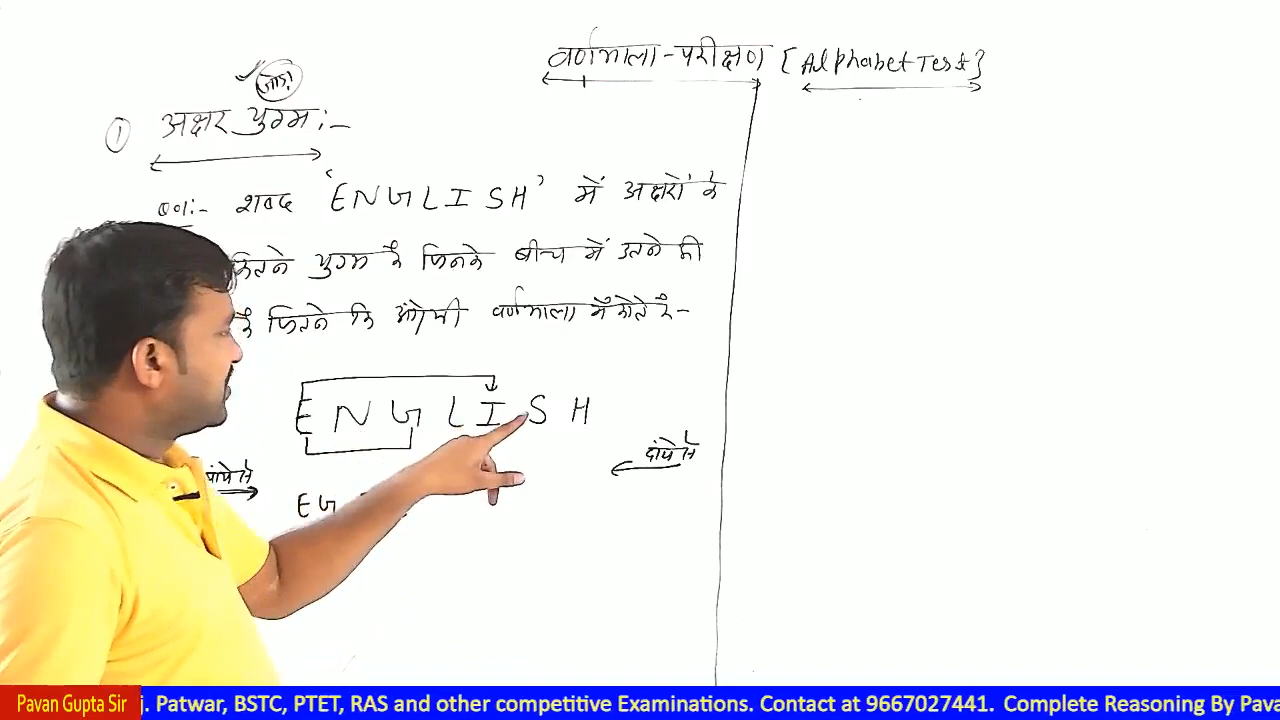 वर्णमाला-परीक्षण [Alphabet Test}
जोड़ा
① अक्षर युग्म :-
प्रश्न:- शब्द 'ENGLISH' में अक्षरों के
कितने युग्म है जिनके बीच में उतने ही
है जितने कि अंग्रेजी वर्णमाला में होते है-
E N G L I S H
बांये से
दांये से
EG
Pavan Gupta Sir
j. Patwar, BSTC, PTET, RAS and other competitive Examinations. Contact at 9667027441. Complete Reasoning By Pava